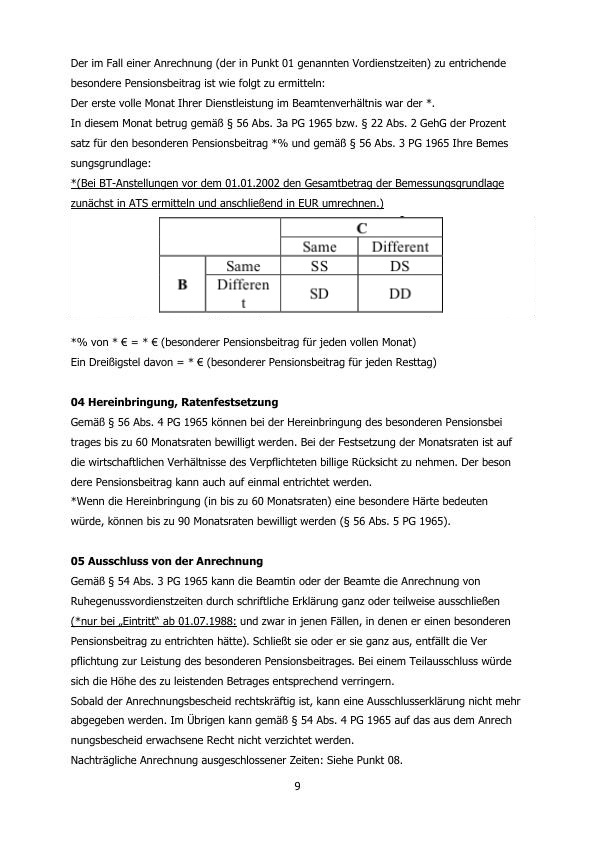 Der im Fall einer Anrechnung (der in Punkt 01 genannten Vordienstzeiten) zu entrichende
besondere Pensionsbeitrag ist wie folgt zu ermitteln:
Der erste volle Monat Ihrer Dienstleistung im Beamtenverhältnis war der *.
In diesem Monat betrug gemäß § 56 Abs. 3a PG 1965 bzw. § 22 Abs. 2 GehG der Prozent
satz für den besonderen Pensionsbeitrag *% und gemäß § 56 Abs. 3 PG 1965 Ihre Bemes
sungsgrundlage:
*(Bei BT-Anstellungen vor dem 01.01.2002 den Gesamtbetrag der Bemessungsgrundlage
zunächst in ATS ermitteln und anschließend in EUR umrechnen.)
C
Same Different
B Same SS DS
Differen
t SD DD
*% von * € = * € (besonderer Pensionsbeitrag für jeden vollen Monat)
Ein Dreißigstel davon = * € (besonderer Pensionsbeitrag für jeden Resttag)
04 Hereinbringung, Ratenfestsetzung
Gemäß § 56 Abs. 4 PG 1965 können bei der Hereinbringung des besonderen Pensionsbei
trages bis zu 60 Monatsraten bewilligt werden. Bei der Festsetzung der Monatsraten ist auf
die wirtschaftlichen Verhältnisse des Verpflichteten billige Rücksicht zu nehmen. Der beson
dere Pensionsbeitrag kann auch auf einmal entrichtet werden.
*Wenn die Hereinbringung (in bis zu 60 Monatsraten) eine besondere Härte bedeuten
würde, können bis zu 90 Monatsraten bewilligt werden (§ 56 Abs. 5 PG 1965).
05 Ausschluss von der Anrechnung
Gemäß § 54 Abs. 3 PG 1965 kann die Beamtin oder der Beamte die Anrechnung von
Ruhegenussvordienstzeiten durch schriftliche Erklärung ganz oder teilweise ausschließen
(*nur bei „Eintritt“ ab 01.07.1988: und zwar in jenen Fällen, in denen er einen besonderen
Pensionsbeitrag zu entrichten hätte). Schließt sie oder er sie ganz aus, entfällt die Ver
pflichtung zur Leistung des besonderen Pensionsbeitrages. Bei einem Teilausschluss würde
sich die Höhe des zu leistenden Betrages entsprechend verringern.
Sobald der Anrechnungsbescheid rechtskräftig ist, kann eine Ausschlusserklärung nicht mehr
abgegeben werden. Im Übrigen kann gemäß § 54 Abs. 4 PG 1965 auf das aus dem Anrech
nungsbescheid erwachsene Recht nicht verzichtet werden.
Nachträgliche Anrechnung ausgeschlossener Zeiten: Siehe Punkt 08.
9